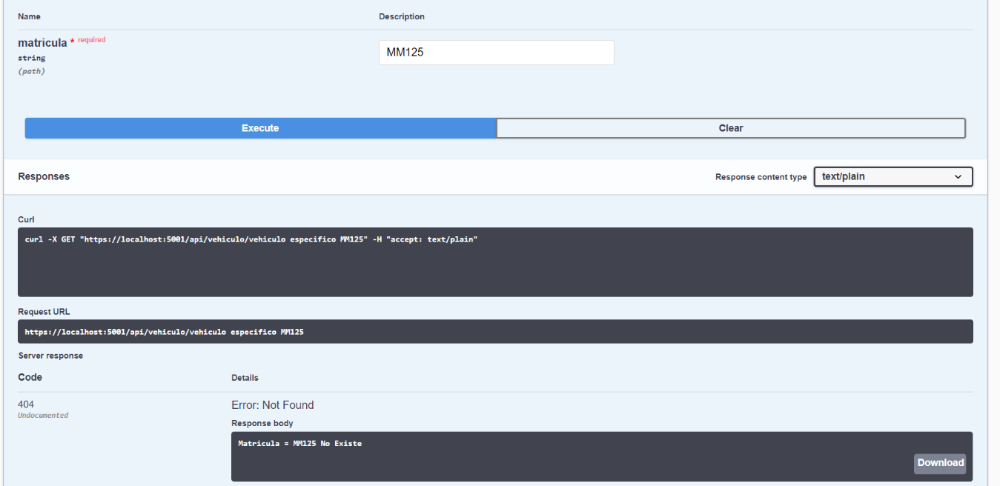 Name Description
matricula * required
MM125
string
(path)
Execute Clear
Responses Response content type text/plain
Curl
curl -X GET "https://localhost:5001/api/vehiculo/vehiculo especifico MM125" -H "accept: text/plain"
Request URL
https://localhost:5001/api/vehiculo/vehiculo especifico MM125
Server response
Code Details
404 Error: Not Found
Undocumented
Response body
Matricula = MM125 No Existe
Download